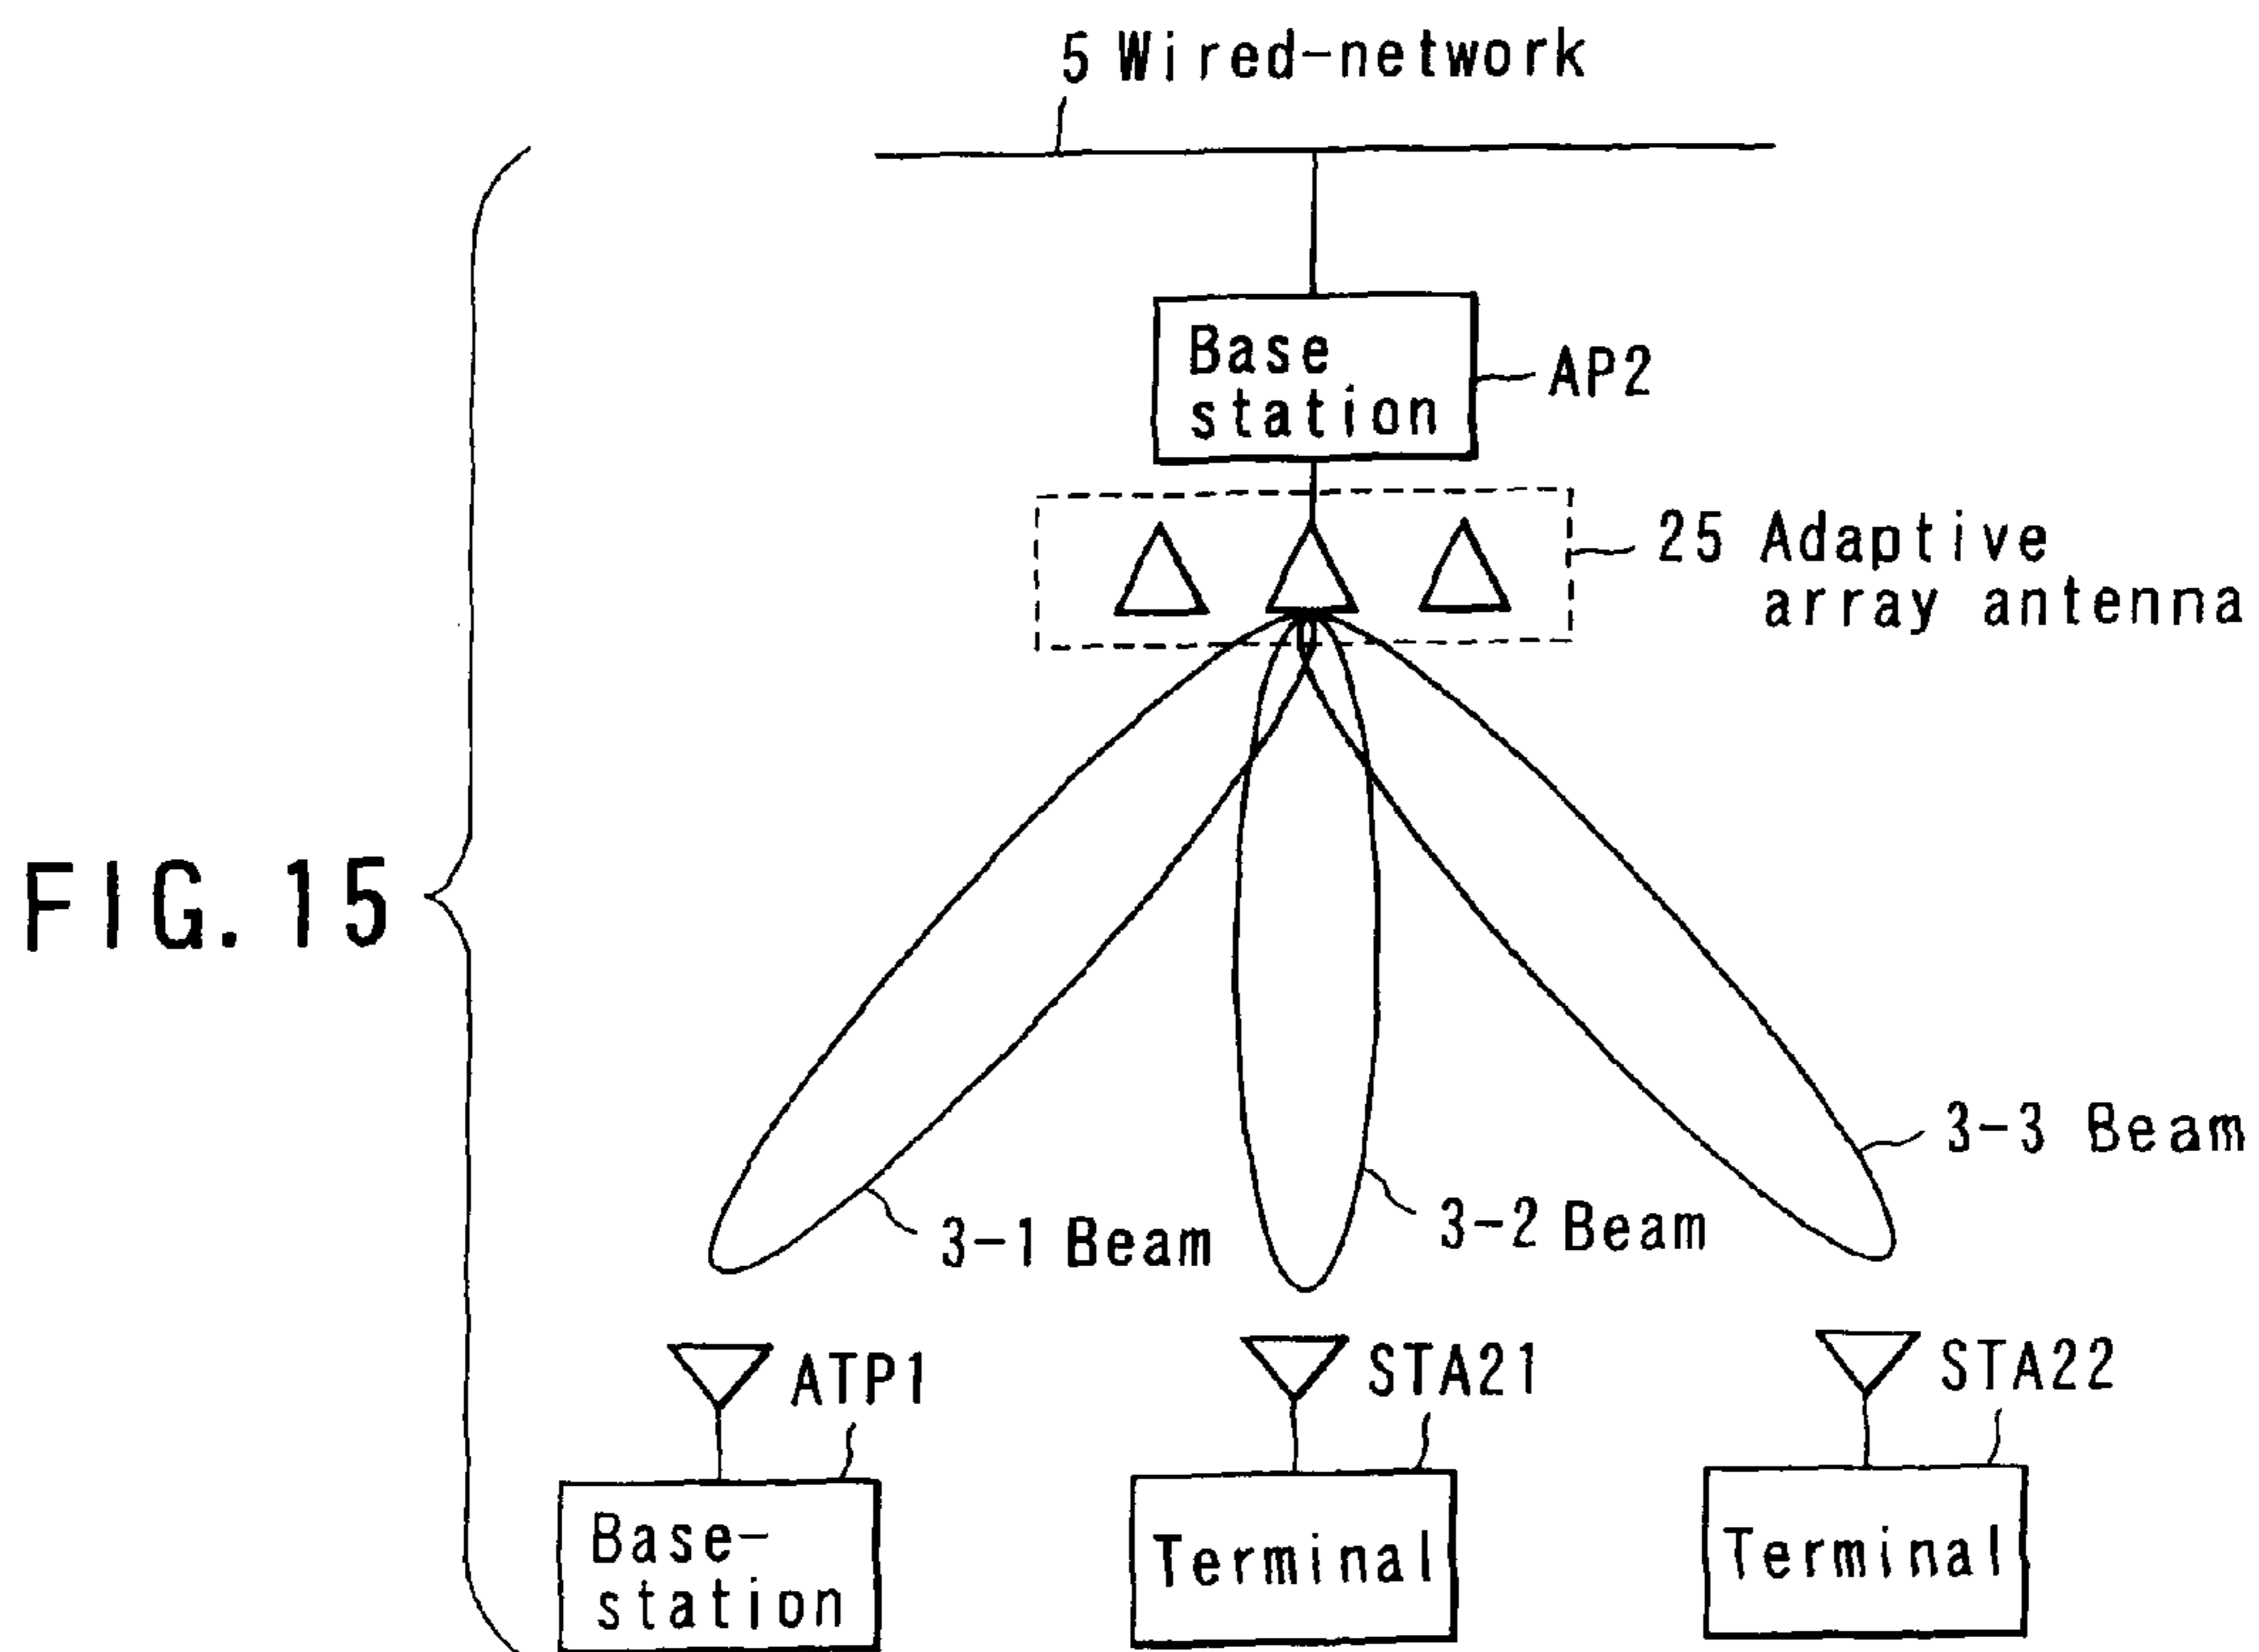 5 Wired-network
Base
station
AP2
25 Adaptive
array antenna
FIG. 15
3-3 Beam
3-1 Beam
3-2 Beam
ATP1
STA21
STA22
Base-
station
Terminal
Terminal